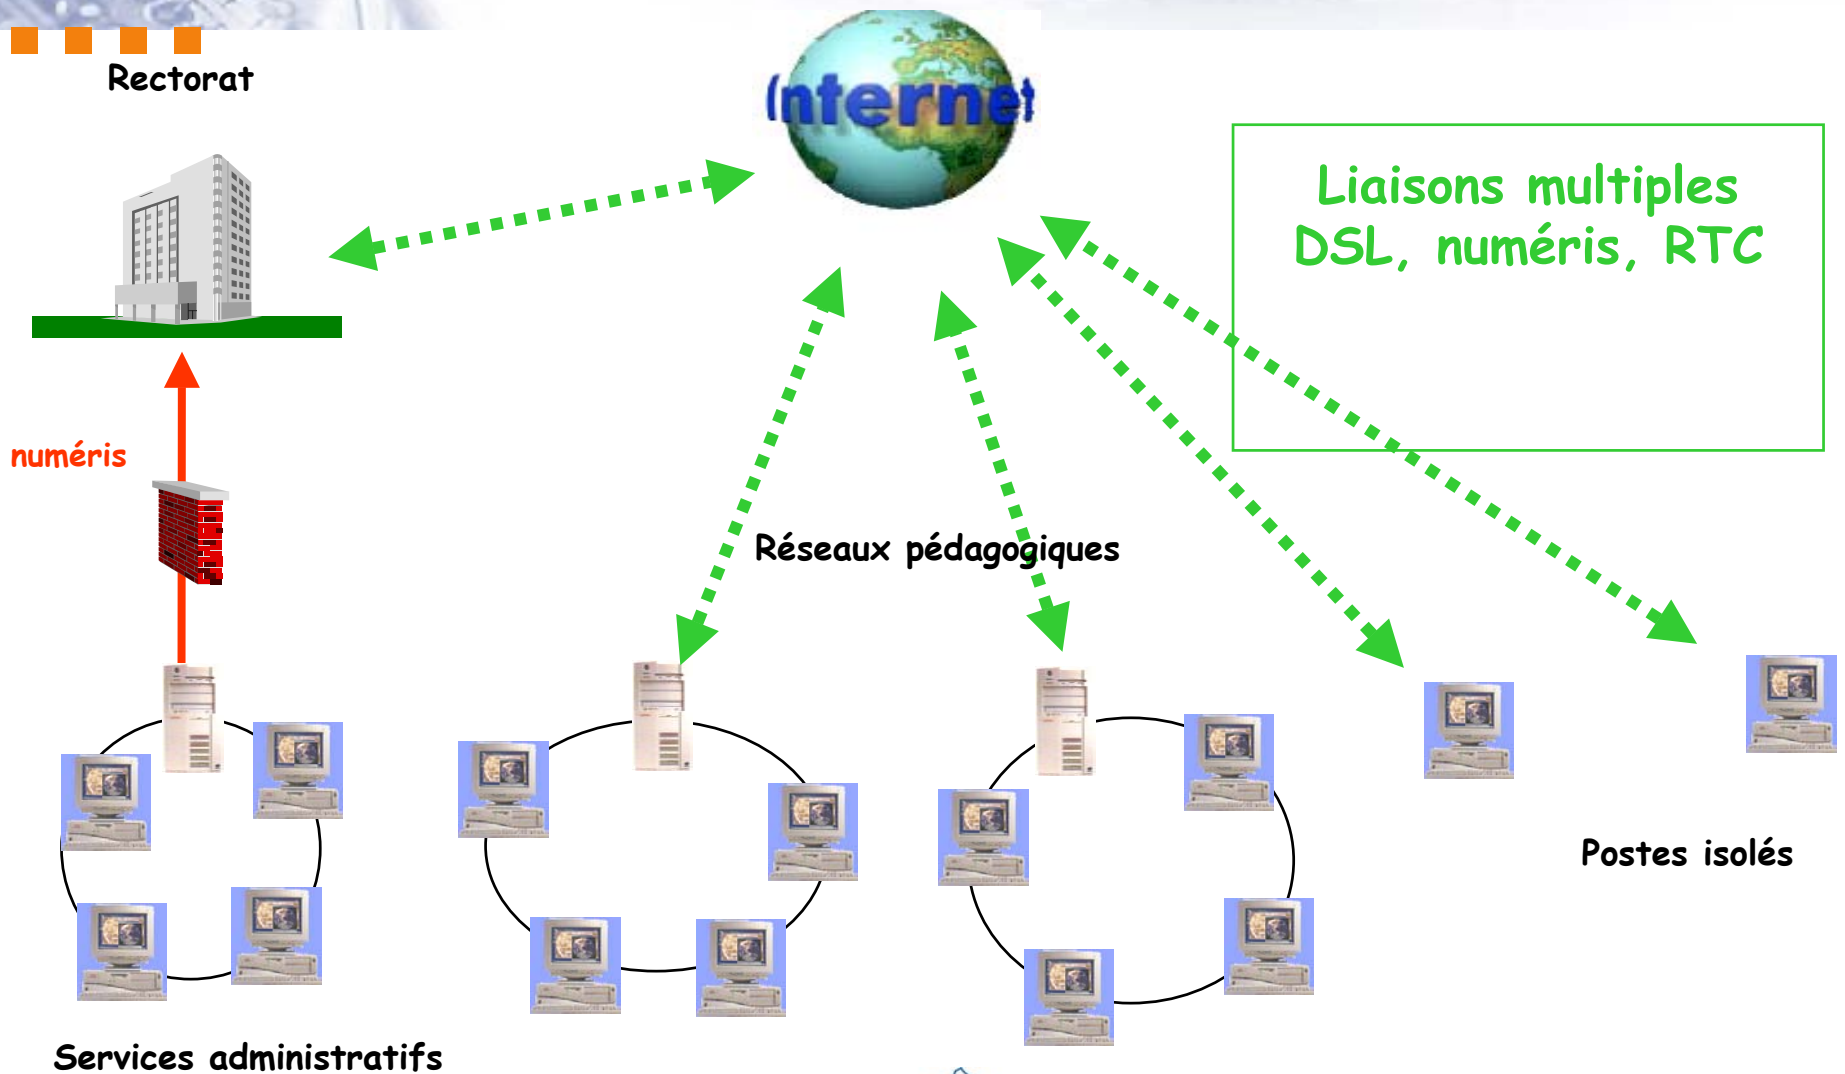 Rectorat
Internet
Liaisons multiples
DSL, numéris, RTC
numéris
Réseaux pédagogiques
Postes isolés
Services administratifs